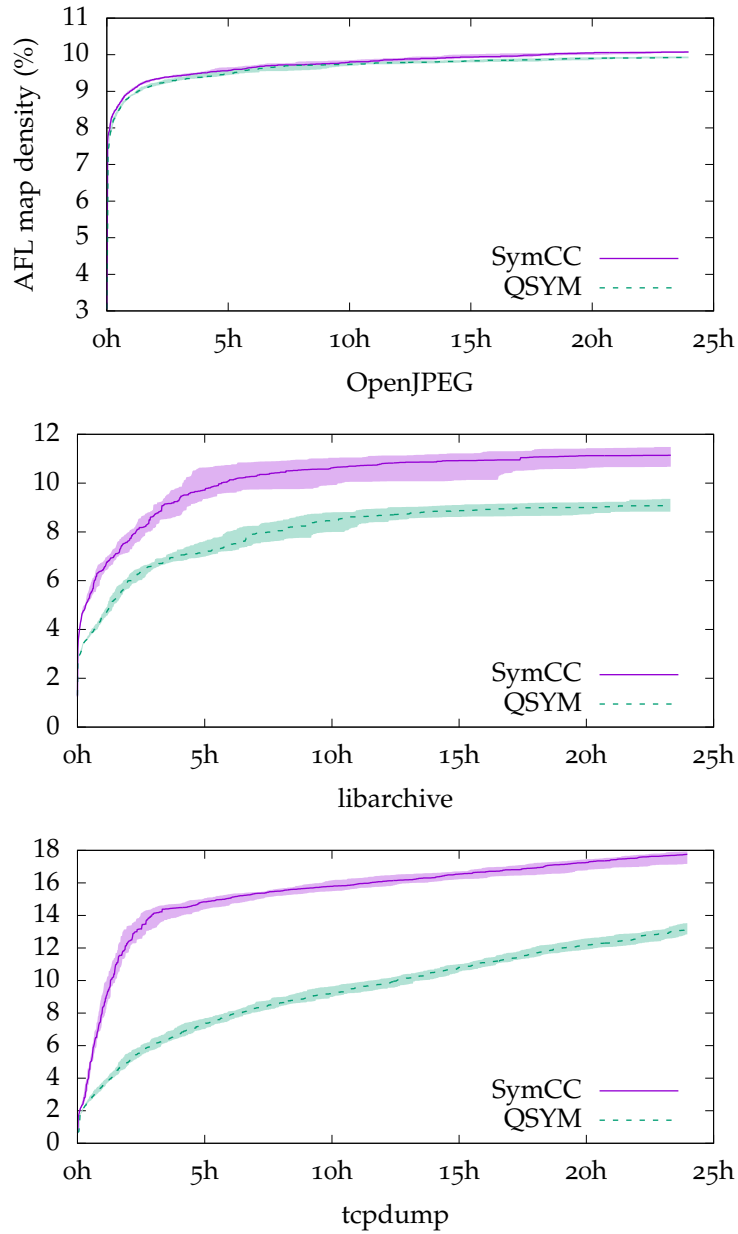 AFL map density (%)
11
10
9
8
7
6
5
4
3
SymCC
QSYM
0h 5h 10h 15h 20h 25h
OpenJPEG
12
10
8
6
4
2
0
SymCC
QSYM
0h 5h 10h 15h 20h 25h
libarchive
18
16
14
12
10
8
6
4
2
0
SymCC
QSYM
0h 5h 10h 15h 20h 25h
tcpdump